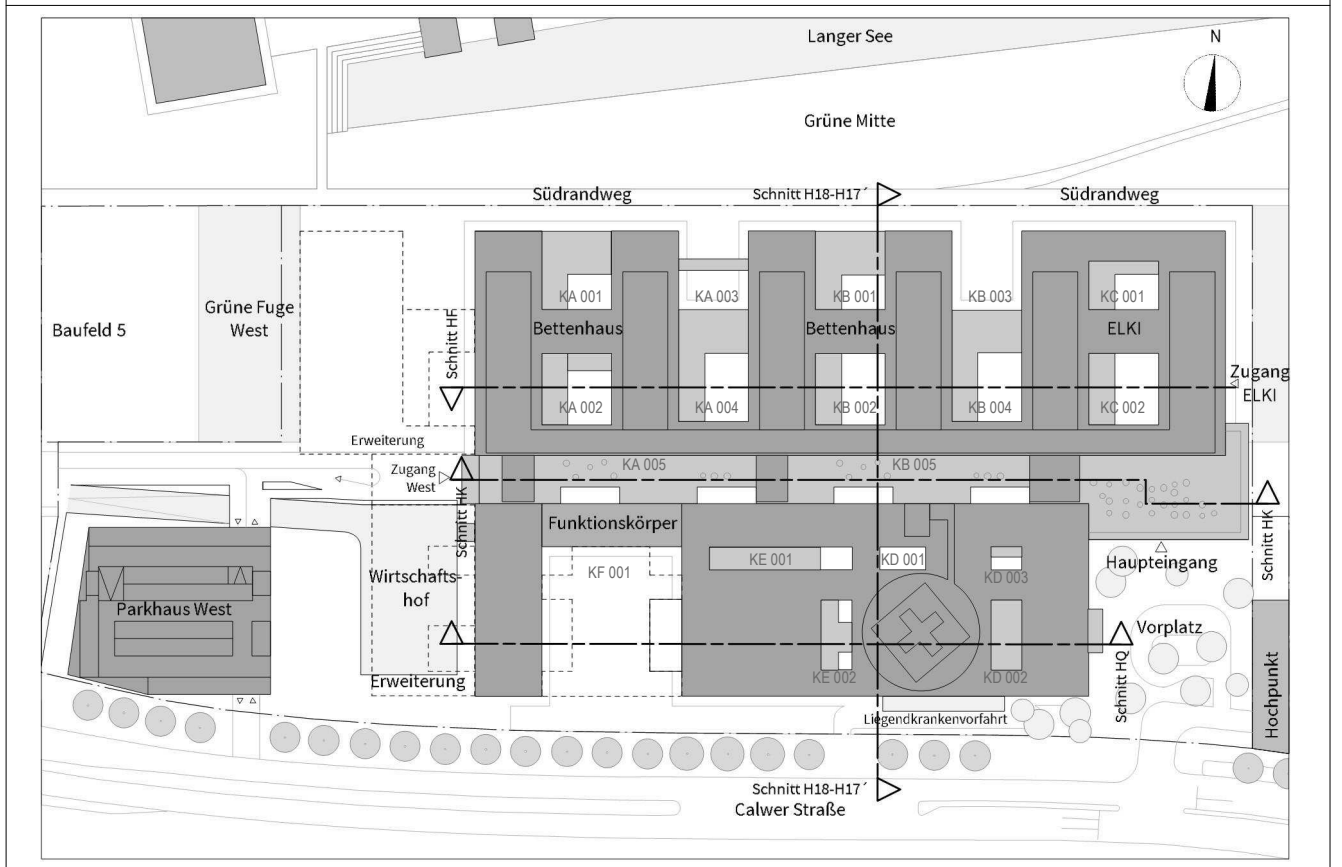 Langer See
N
Grüne Mitte
Südrandweg
Schnitt H18-H17´
Südrandweg
Grüne Fuge
West
Baufeld 5
Schnitt HF
KA 001
KA 003
KB 001
KB 003
KC 001
Bettenhaus
Bettenhaus
ELKI
Zugang
ELKI
KA 002
KA 004
KB 002
KB 004
KC 002
Erweiterung
Zugang
West
KA 005
KB 005
Schnitt HK
Schnitt HK
Funktionskörper
Wirtschafts-
hof
KF 001
KE 001
KD 001
KD 003
Haupteingang
Parkhaus West
Vorplatz
Erweiterung
KE 002
KD 002
Schnitt HQ
Hochpunkt
Liegendkrankenvorfahrt
Schnitt H18-H17´
Calwer Straße